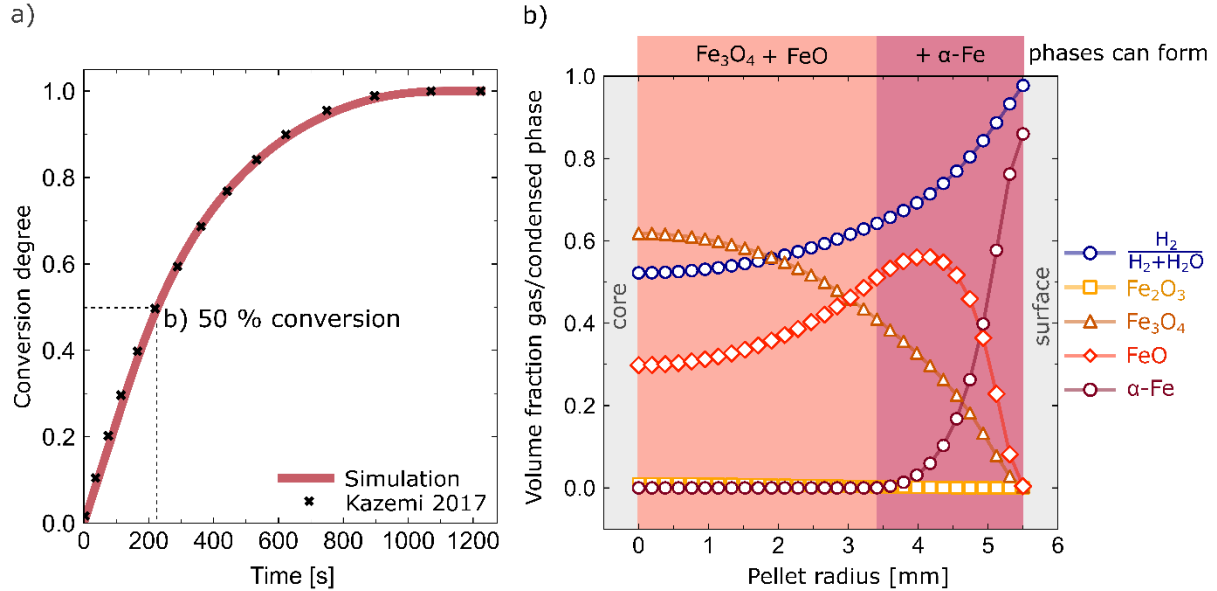 a)
1.0
0.8
0.6
0.4
0.2
0.0
Conversion degree
b) 50 % conversion
Simulation
Kazemi 2017
0 200 400 600 800 1000 1200
Time [s]
b)
Fe₃O₄ + FeO + α-Fe phases can form
1.0
0.8
0.6
0.4
0.2
0.0
Volume fraction gas/condensed phase
core
surface
0 1 2 3 4 5 6
Pellet radius [mm]
H₂
H₂+H₂O
Fe₂O₃
Fe₃O₄
FeO
α-Fe